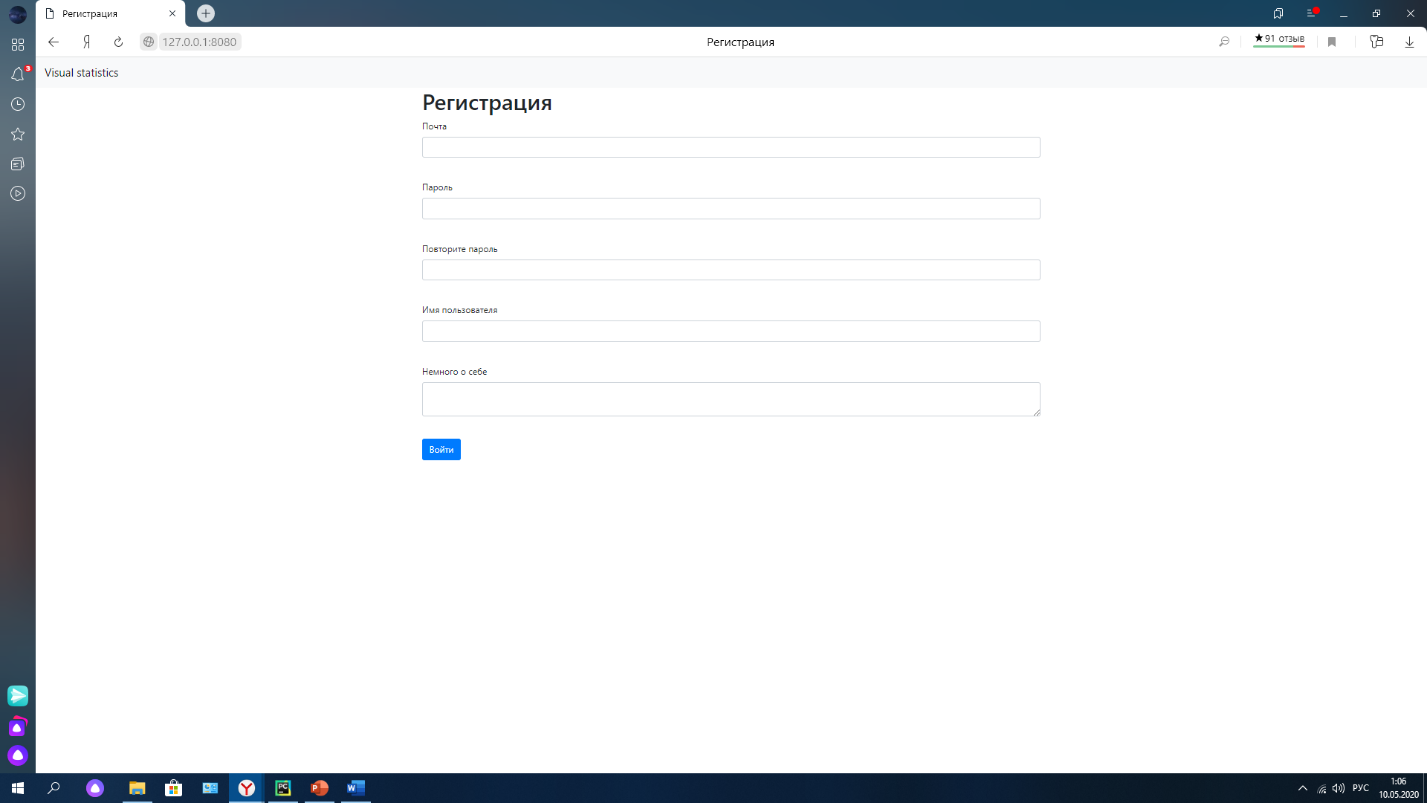 Регистрация
127.0.0.1:8080
Регистрация
★91 отзыв
3
Visual statistics
Регистрация
Почта
Пароль
Повторите пароль
Имя пользователя
Немного о себе
Войти
РУС
1:06
10.05.2020